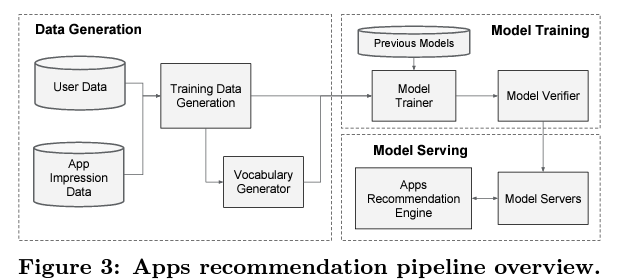 Data Generation
User Data
App
Impression
Data
Training Data
Generation
Vocabulary
Generator
Model Training
Previous Models
Model
Trainer
Model Verifier
Model Serving
Apps
Recommendation
Engine
Model Servers
Figure 3: Apps recommendation pipeline overview.